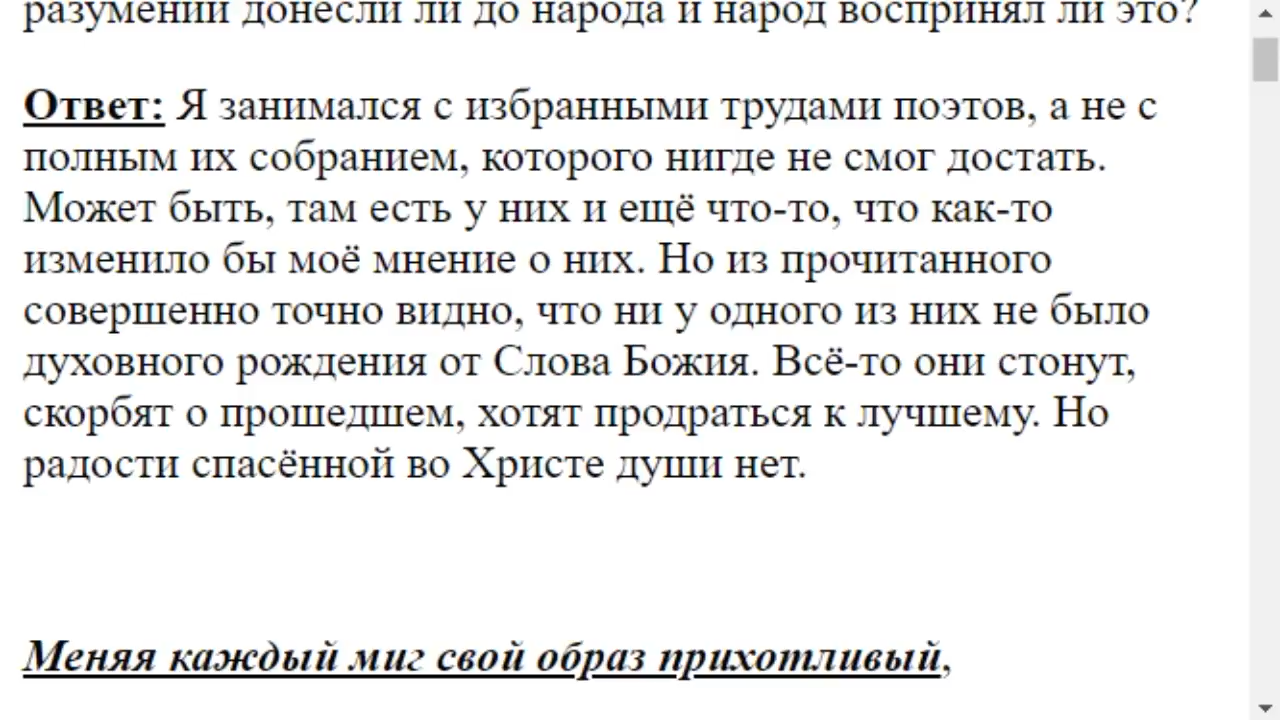 разумении донесли ли до народа и народ воспринял ли это?
Ответ: Я занимался с избранными трудами поэтов, а не с
полным их собранием, которого нигде не смог достать.
Может быть, там есть у них и ещё что-то, что как-то
изменило бы моё мнение о них. Но из прочитанного
совершенно точно видно, что ни у одного из них не было
духовного рождения от Слова Божия. Всё-то они стонут,
скорбят о прошедшем, хотят продраться к лучшему. Но
радости спасённой во Христе души нет.
Меняя каждый миг свой образ прихотливый,